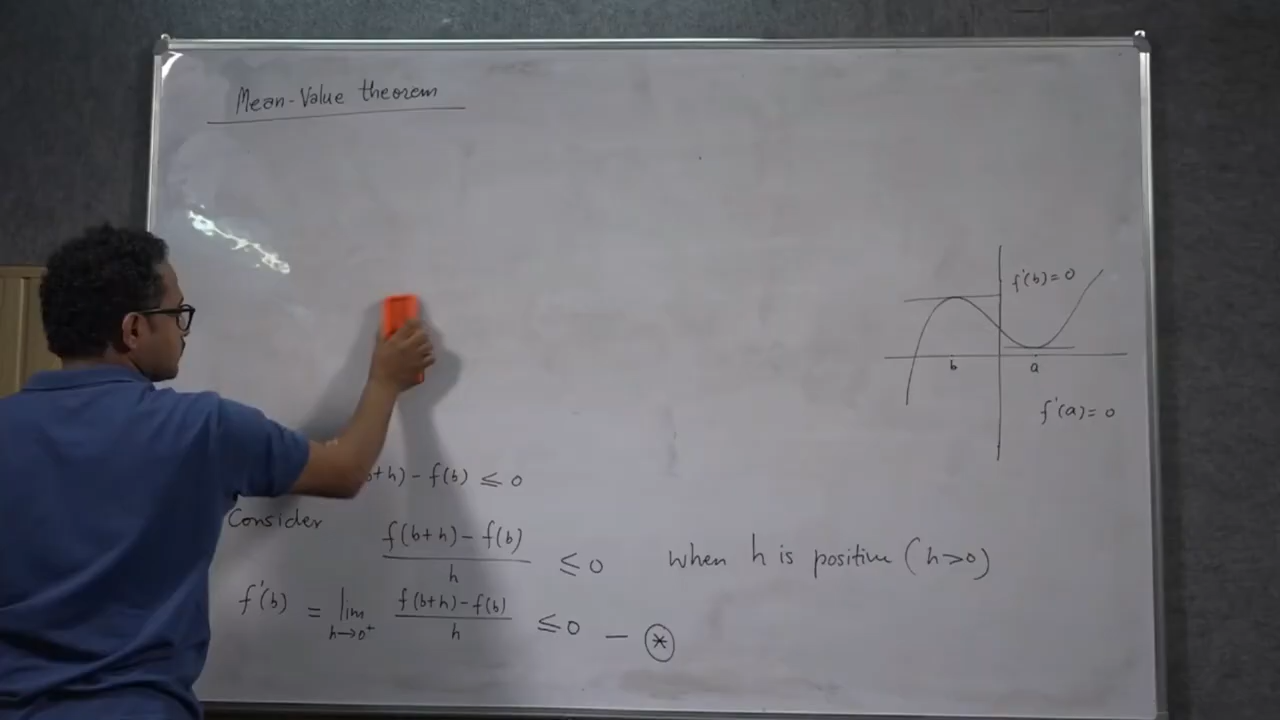 Mean-Value theorem
f'(b)=0
b
a
f'(a)=0
+h)-f(b) ≤ 0
Consider
f(b+h)-f(b)
h
≤0
when h is positive (h>0)
f'(b) = lim h→0⁺ f(b+h)-f(b) / h ≤0 - ⊛